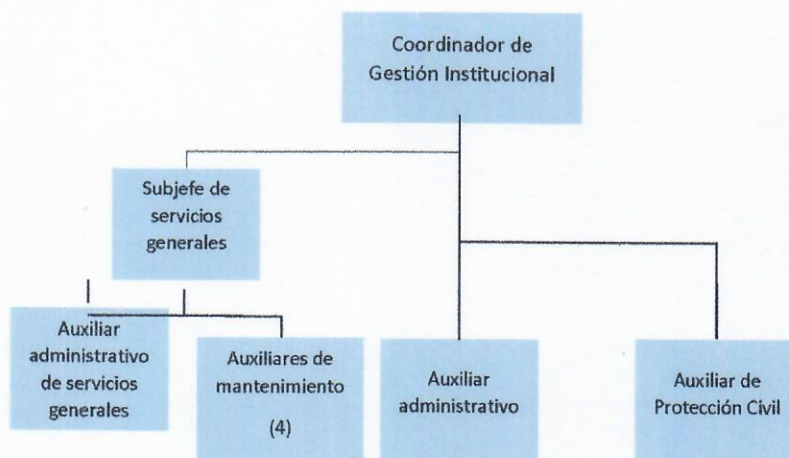 Coordinador de
Gestión Institucional
Subjefe de
servicios
generales
Auxiliar
administrativo
de servicios
generales
Auxiliares de
mantenimiento
(4)
Auxiliar
administrativo
Auxiliar de
Protección Civil